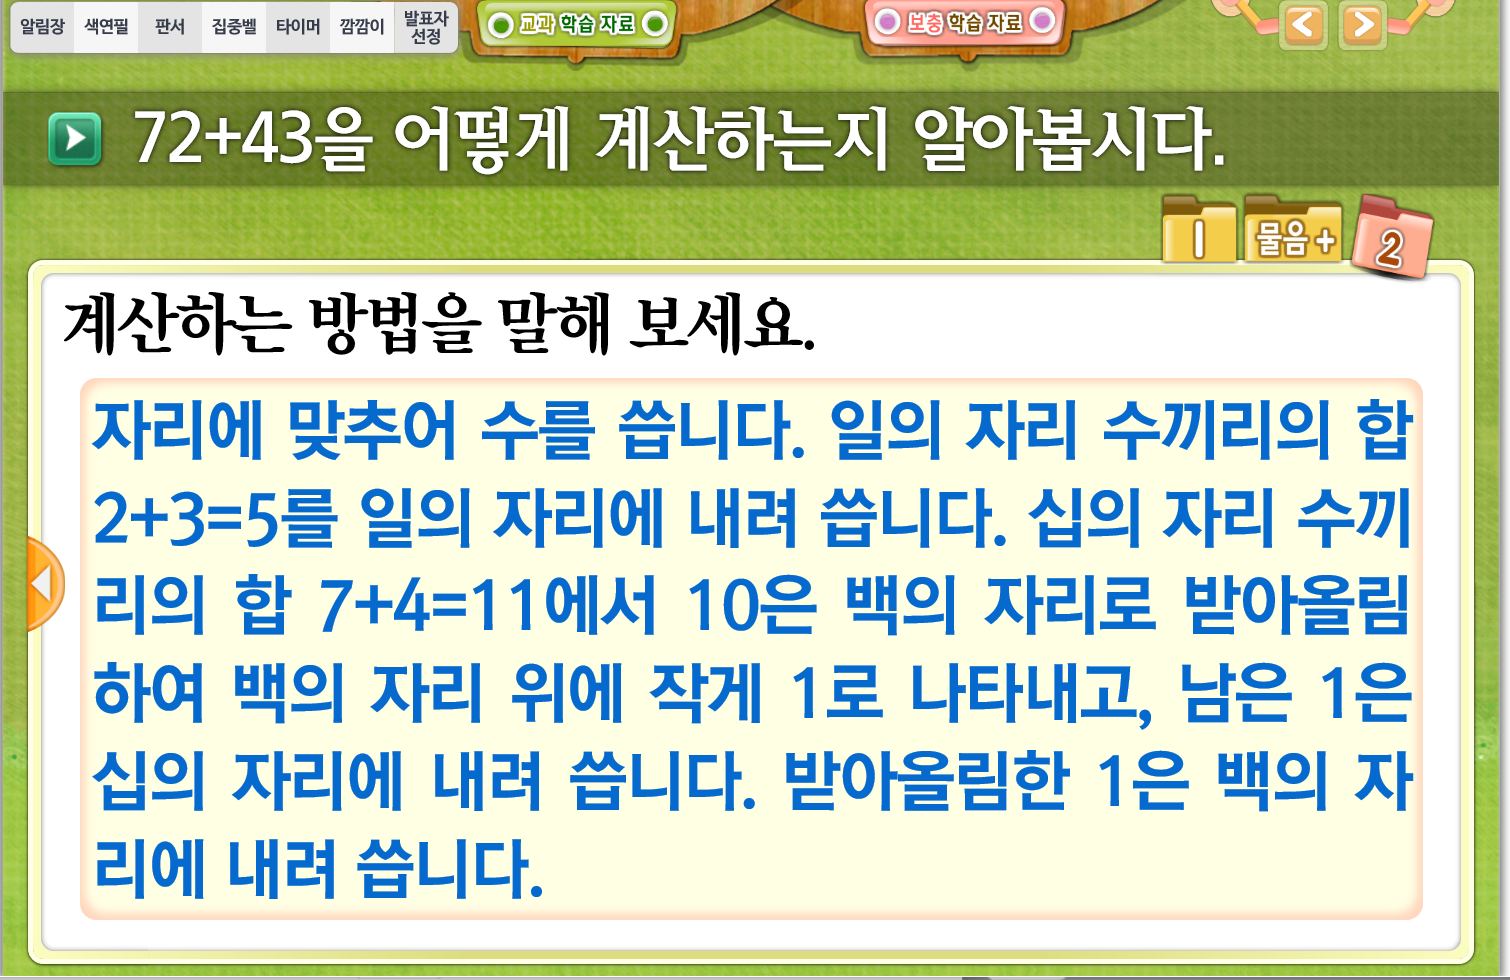 알림장 색연필 판서 집중벨 타이머 깜깜이 발표자
선정
교과 학습 자료 보충 학습 자료
72+43을 어떻게 계산하는지 알아봅시다.
1 물음+ 2
계산하는 방법을 말해 보세요.
자리에 맞추어 수를 씁니다. 일의 자리 수끼리의 합
2+3=5를 일의 자리에 내려 씁니다. 십의 자리 수끼
리의 합 7+4=11에서 10은 백의 자리로 받아올림
하여 백의 자리 위에 작게 1로 나타내고, 남은 1은
십의 자리에 내려 씁니다. 받아올림한 1은 백의 자
리에 내려 씁니다.